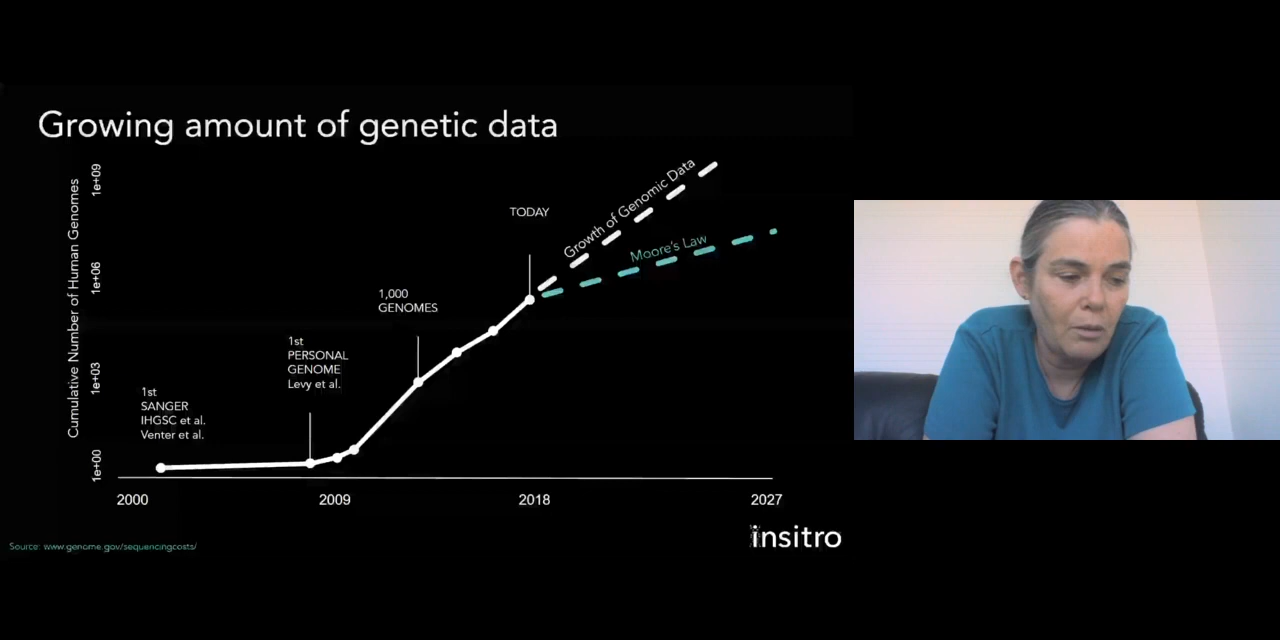 Growing amount of genetic data
Cumulative Number of Human Genomes
1e+09
1e+06
1e+03
1e+00
1st
SANGER
IHGSC et al.
Venter et al.
1st
PERSONAL
GENOME
Levy et al.
1,000
GENOMES
TODAY
Growth of Genomic Data
Moore's Law
2000
2009
2018
2027
Source: www.genome.gov/sequencingcosts/
insitro